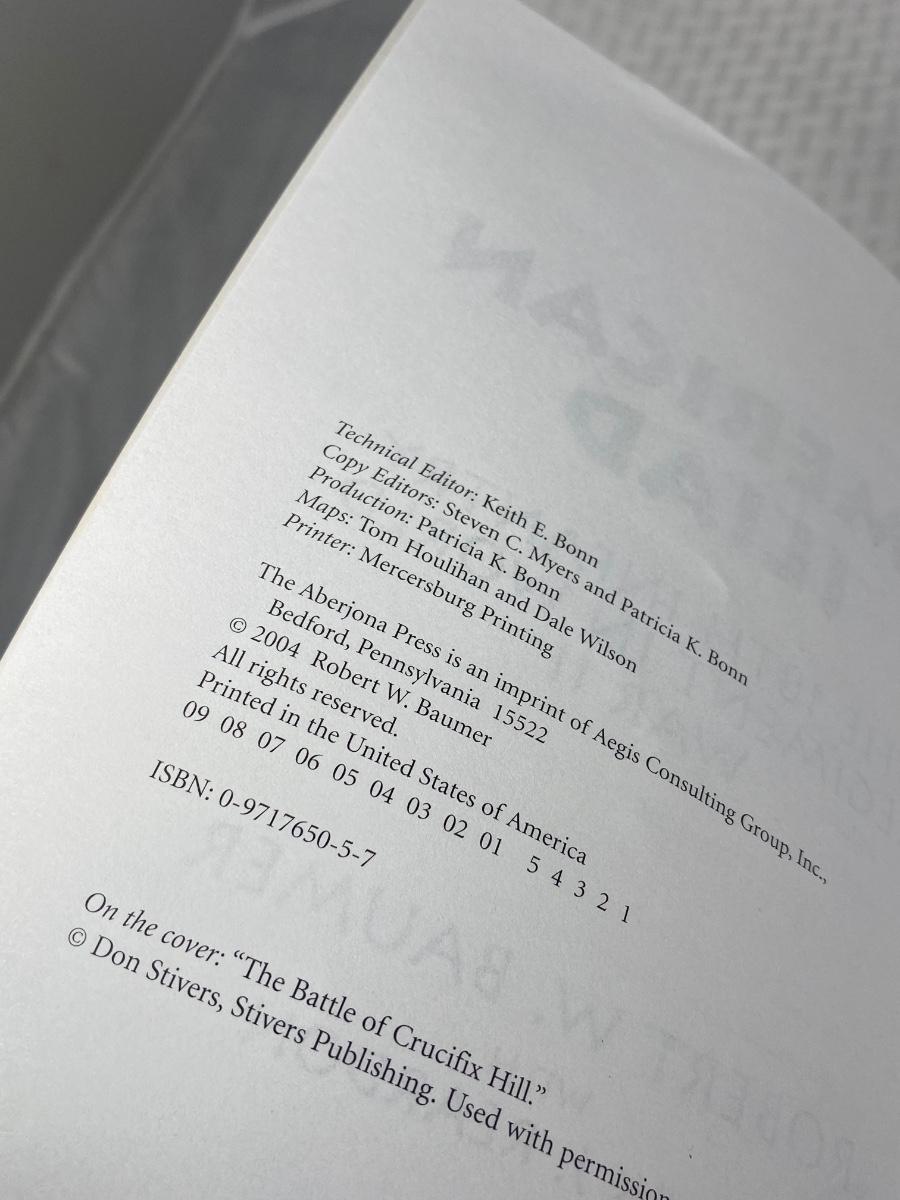 Technical Editor: Keith E. Bonn
Copy Editors: Steven C. Myers and Patricia K. Bonn
Production: Patricia K. Bonn
Maps: Tom Houlihan and Dale Wilson
Printer: Mercersburg Printing
The Aberjona Press is an imprint of Aegis Consulting Group, Inc.,
Bedford, Pennsylvania 15522
© 2004 Robert W. Baumer
All rights reserved.
Printed in the United States of America
09 08 07 06 05 04 03 02 01 5 4 3 2 1
ISBN: 0-9717650-5-7
On the cover: “The Battle of Crucifix Hill.”
© Don Stivers, Stivers Publishing. Used with permission